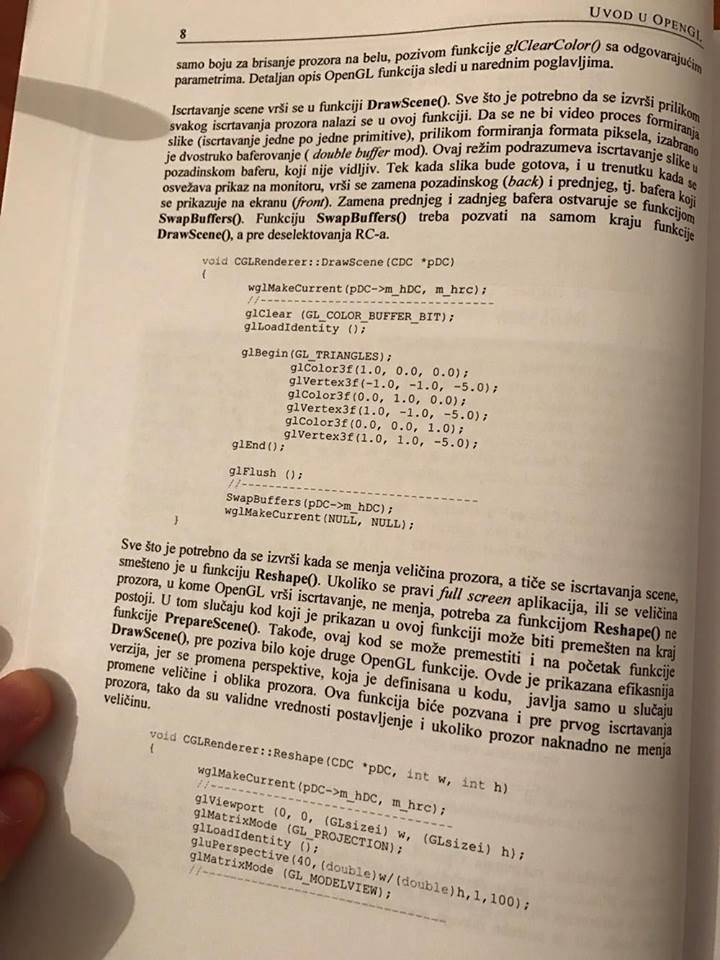 8
UVOD U OPENGL
samo boju za brisanje prozora na belu, pozivom funkcije glClearColor() sa odgovarajućim
parametrima. Detaljan opis OpenGL funkcija sledi u narednim poglavljima.
Iscrtavanje scene vrši se u funkciji DrawScene(). Sve što je potrebno da se izvrši prilikom
svakog iscrtavanja prozora nalazi se u ovoj funkciji. Da se ne bi video proces formiranja
slike (iscrtavanje jedne po jedne primitive), prilikom formiranja formata piksela, izabrano
je dvostruko baferovanje ( double buffer mod). Ovaj režim podrazumeva iscrtavanje slike u
pozadinskom baferu, koji nije vidljiv. Tek kada slika bude gotova, i u trenutku kada se
osvežava prikaz na monitoru, vrši se zamena pozadinskog (back) i prednjeg, tj. bafera koji
se prikazuje na ekranu (front). Zamena prednjeg i zadnjeg bafera ostvaruje se funkcijom
SwapBuffers(). Funkciju SwapBuffers() treba pozvati na samom kraju funkcije
DrawScene(), a pre deselektovanja RC-a.
void CGLRenderer::DrawScene(CDC *pDC)
{
wglMakeCurrent(pDC->m_hDC, m_hrc);
//---------------------------------
glClear (GL_COLOR_BUFFER_BIT);
glLoadIdentity ();
glBegin(GL_TRIANGLES);
glColor3f(1.0, 0.0, 0.0);
glVertex3f(-1.0, -1.0, -5.0);
glColor3f(0.0, 1.0, 0.0);
glVertex3f(1.0, -1.0, -5.0);
glColor3f(0.0, 0.0, 1.0);
glVertex3f(1.0, 1.0, -5.0);
glEnd();
glFlush ();
//---------------------------------
SwapBuffers(pDC->m_hDC);
wglMakeCurrent(NULL, NULL);
}
Sve što je potrebno da se izvrši kada se menja veličina prozora, a tiče se iscrtavanja scene,
smešteno je u funkciju Reshape(). Ukoliko se pravi full screen aplikacija, ili se veličina
prozora, u kome OpenGL vrši iscrtavanje, ne menja, potreba za funkcijom Reshape() ne
postoji. U tom slučaju kod koji je prikazan u ovoj funkciji može biti premešten na kraj
funkcije PrepareScene(). Takođe, ovaj kod se može premestiti i na početak funkcije
DrawScene(), pre poziva bilo koje druge OpenGL funkcije. Ovde je prikazana efikasnija
verzija, jer se promena perspektive, koja je definisana u kodu, javlja samo u slučaju
promene veličine i oblika prozora. Ova funkcija biće pozvana i pre prvog iscrtavanja
prozora, tako da su validne vrednosti postavljenje i ukoliko prozor naknadno ne menja
veličinu.
void CGLRenderer::Reshape(CDC *pDC, int w, int h)
{
wglMakeCurrent(pDC->m_hDC, m_hrc);
//---------------------------------
glViewport (0, 0, (GLsizei) w, (GLsizei) h);
glMatrixMode (GL_PROJECTION);
glLoadIdentity ();
gluPerspective(40,(double)w/(double)h,1,100);
glMatrixMode (GL_MODELVIEW);
//---------------------------------